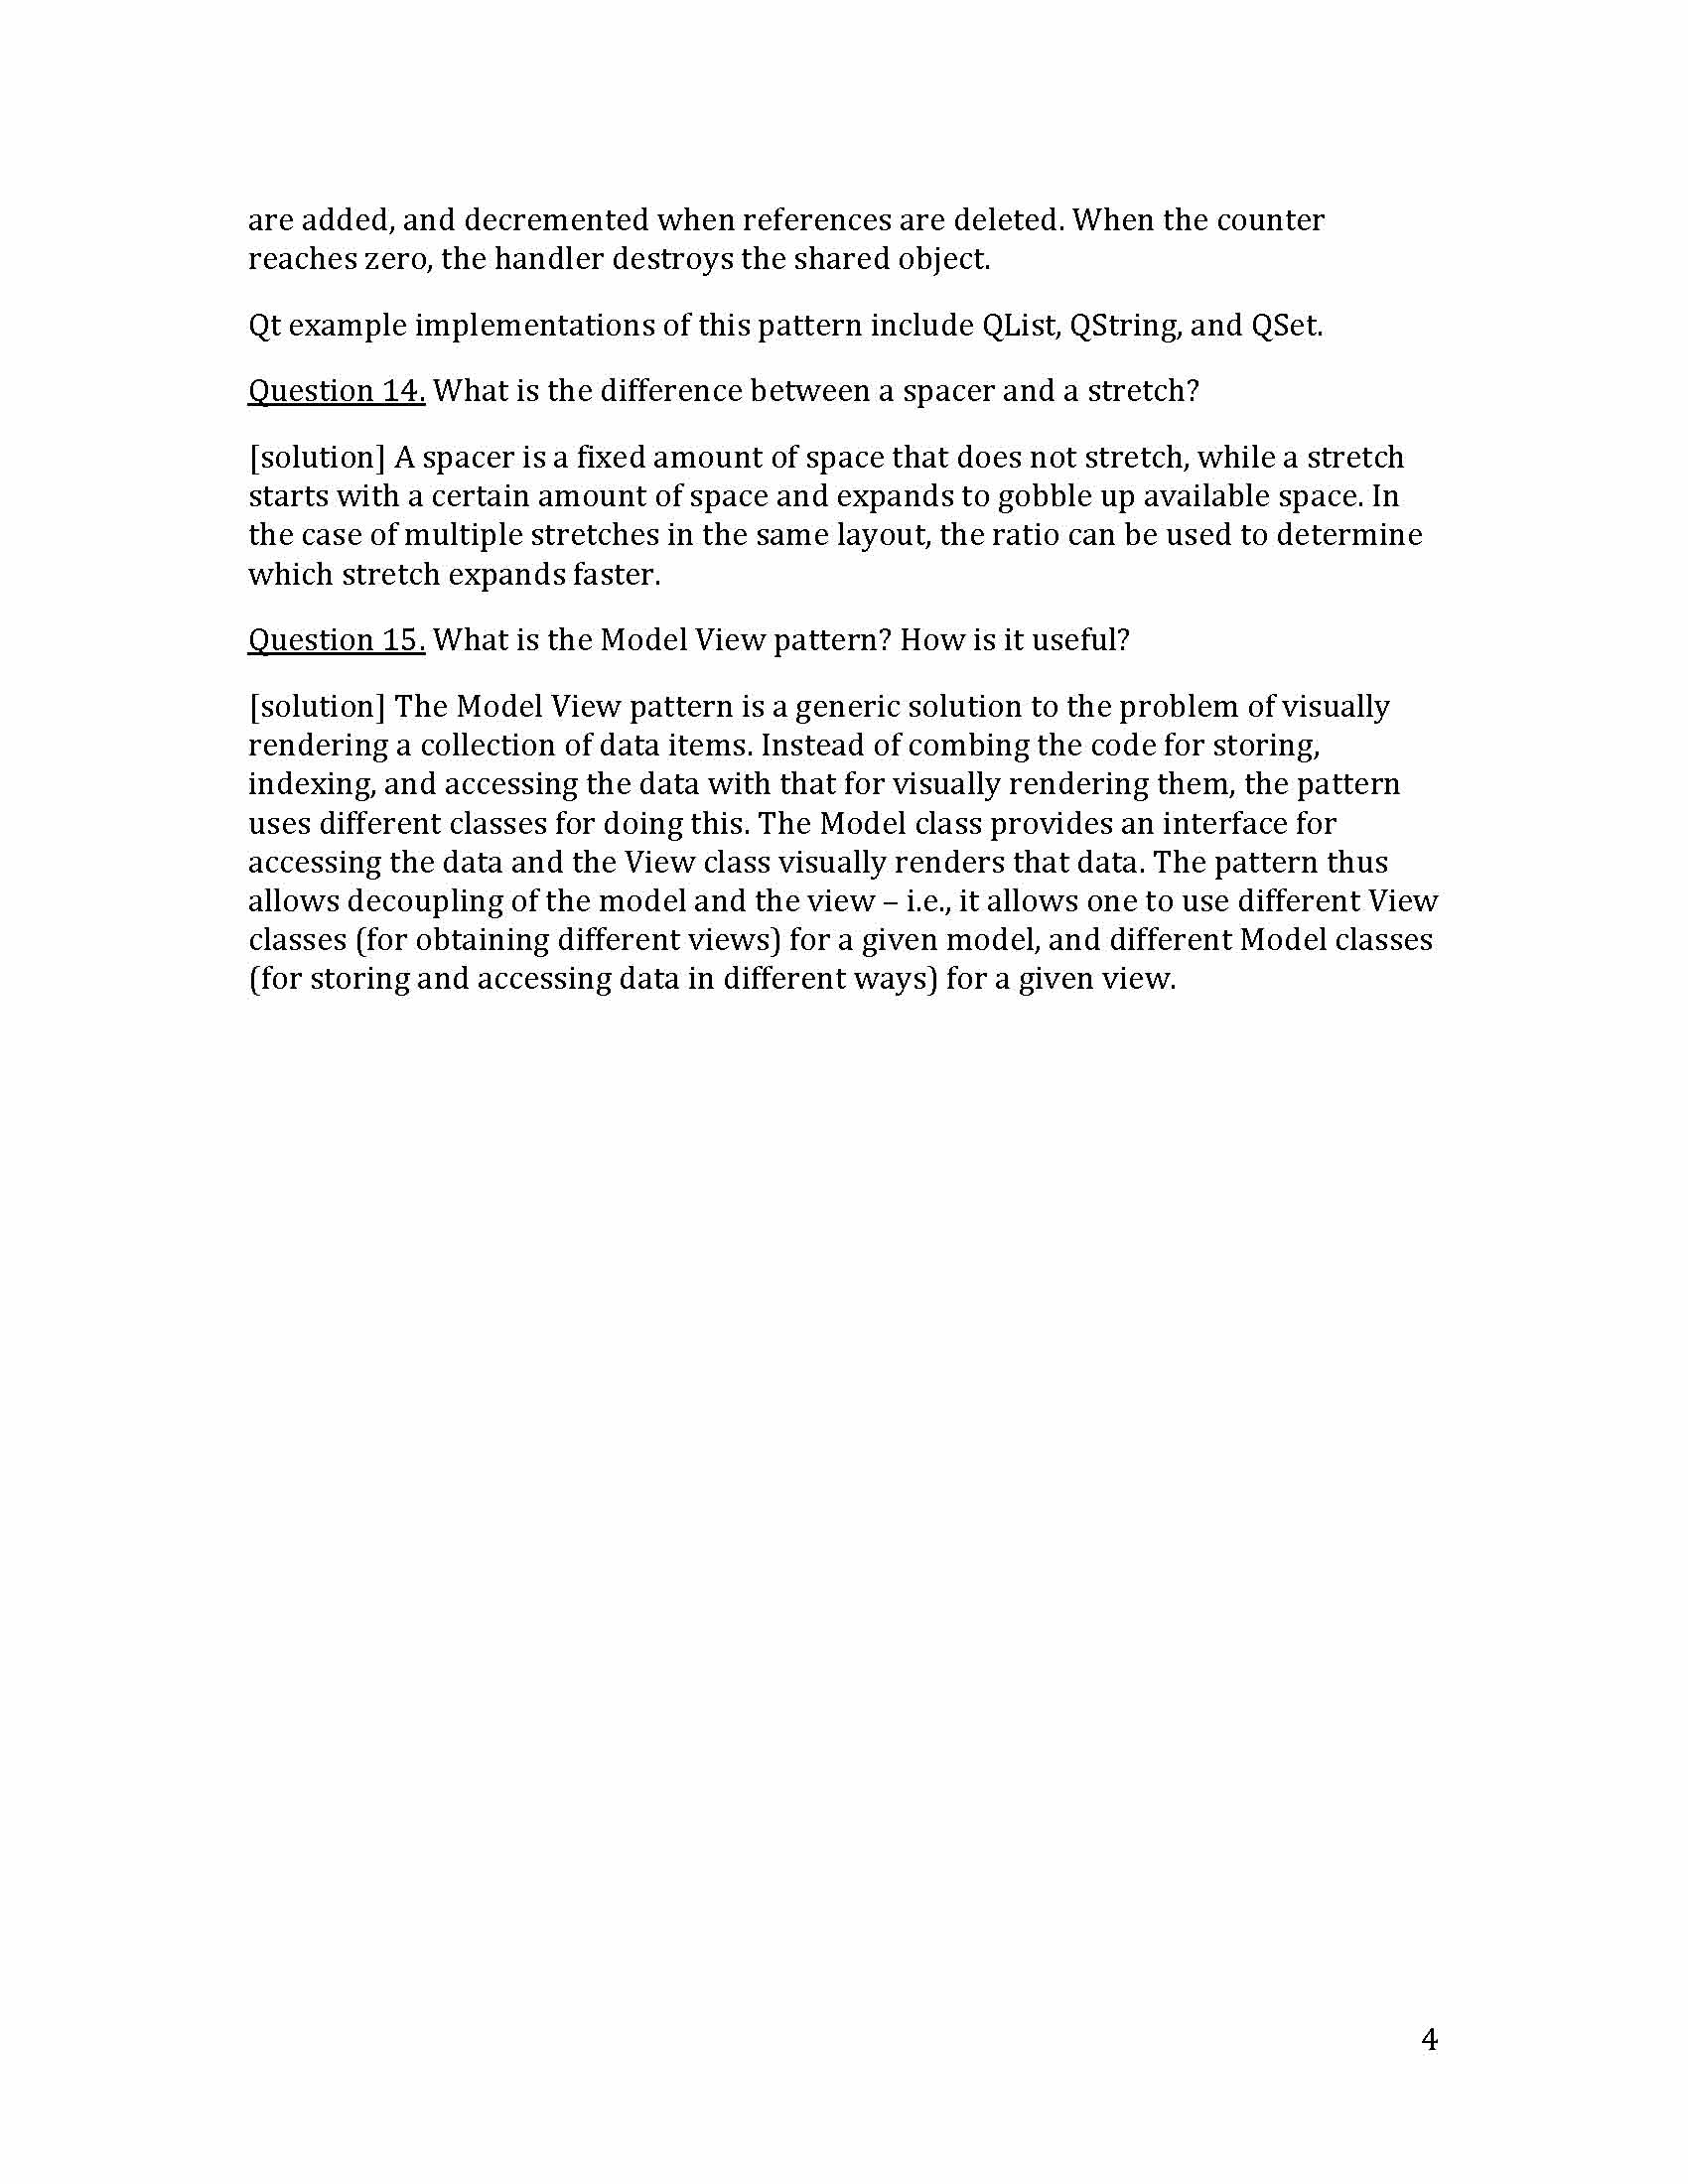 are added, and decremented when references are deleted. When the counter
reaches zero, the handler destroys the shared object.
Qt example implementations of this pattern include QList, QString, and QSet.
Question 14. What is the difference between a spacer and a stretch?
[solution] A spacer is a fixed amount of space that does not stretch, while a stretch
starts with a certain amount of space and expands to gobble up available space. In
the case of multiple stretches in the same layout, the ratio can be used to determine
which stretch expands faster.
Question 15. What is the Model View pattern? How is it useful?
[solution] The Model View pattern is a generic solution to the problem of visually
rendering a collection of data items. Instead of combing the code for storing,
indexing, and accessing the data with that for visually rendering them, the pattern
uses different classes for doing this. The Model class provides an interface for
accessing the data and the View class visually renders that data. The pattern thus
allows decoupling of the model and the view – i.e., it allows one to use different View
classes (for obtaining different views) for a given model, and different Model classes
(for storing and accessing data in different ways) for a given view.
4